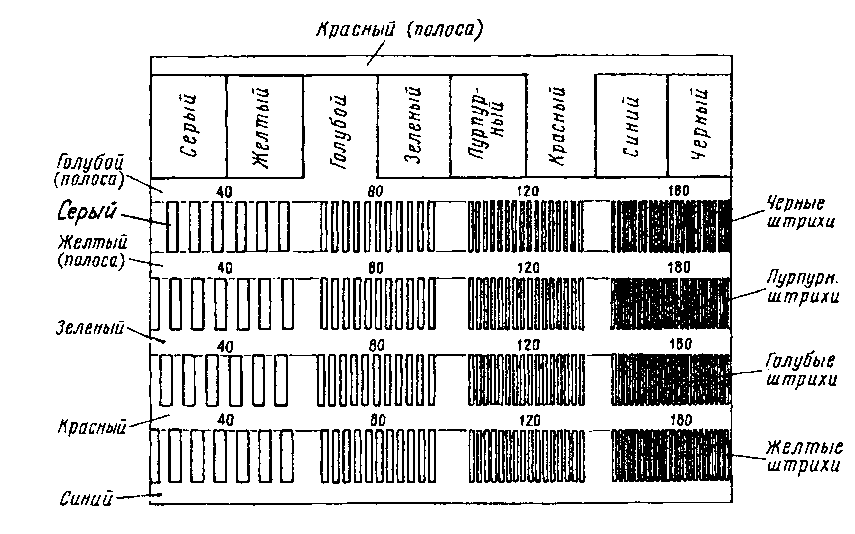 Красный (полоса)
Серый
Желтый
Голубой
Зеленый
Пурпур-
ный
Красный
Синий
Черный
Голубой
(полоса)
40 80 120 160
Серый
Черные
штрихи
Желтый
(полоса)
40 80 120 180
Пурпурн.
штрихи
Зеленый
40 80 120 160
Голубые
штрихи
Красный
40 80 120 180
Желтые
штрихи
Синий